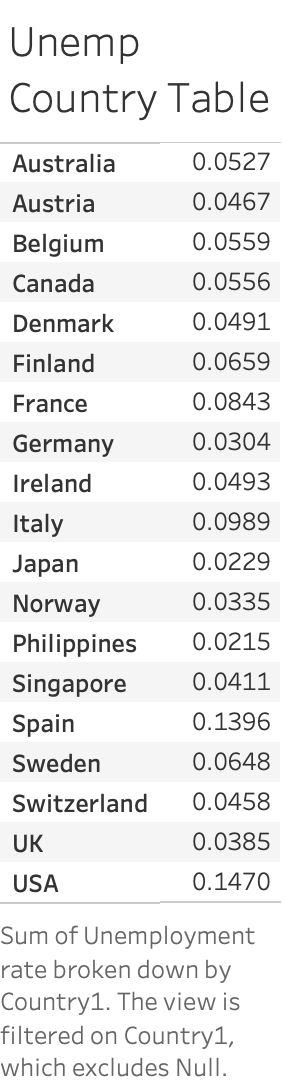 Unemp
Country Table
Australia 0.0527
Austria 0.0467
Belgium 0.0559
Canada 0.0556
Denmark 0.0491
Finland 0.0659
France 0.0843
Germany 0.0304
Ireland 0.0493
Italy 0.0989
Japan 0.0229
Norway 0.0335
Philippines 0.0215
Singapore 0.0411
Spain 0.1396
Sweden 0.0648
Switzerland 0.0458
UK 0.0385
USA 0.1470
Sum of Unemployment
rate broken down by
Country1. The view is
filtered on Country1,
which excludes Null.